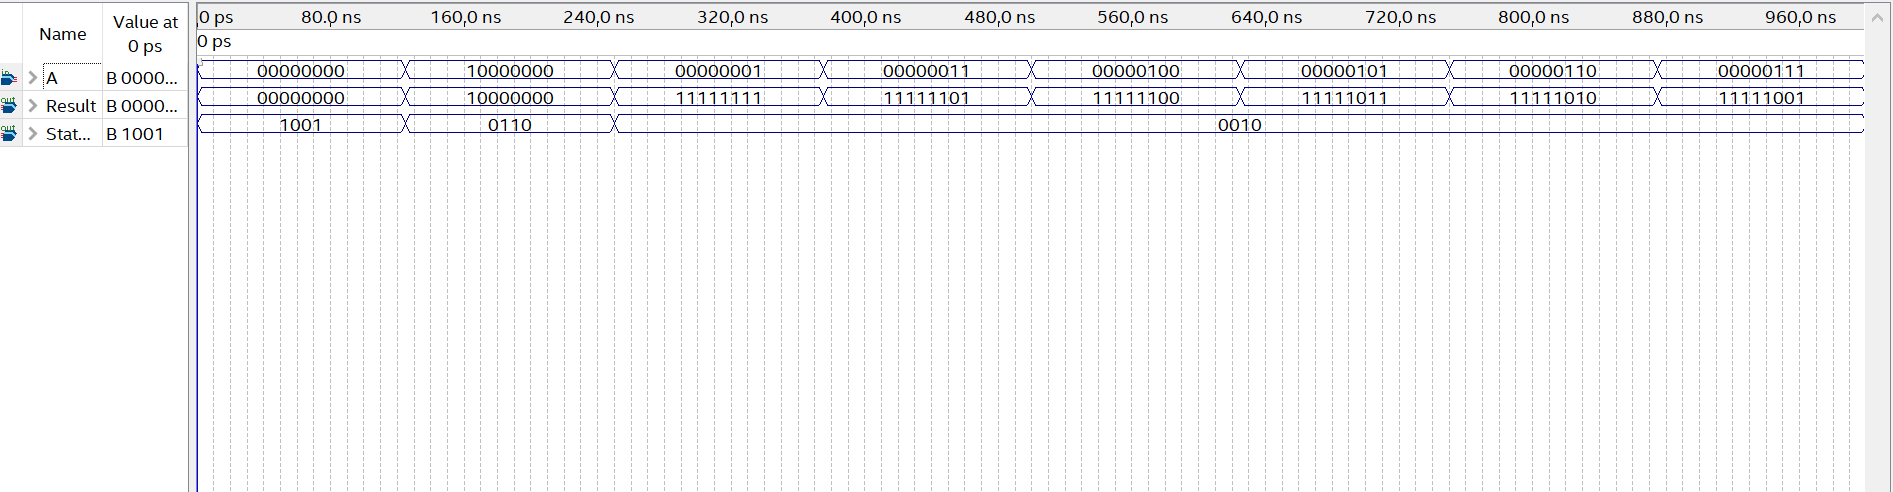 Name Value at 0 ps
0 ps 80.0 ns 160,0 ns 240,0 ns 320,0 ns 400,0 ns 480,0 ns 560,0 ns 640,0 ns 720,0 ns 800,0 ns 880,0 ns 960,0 ns
0 ps
A B 0000... 00000000 10000000 00000001 00000011 00000100 00000101 00000110 00000111
Result B 0000... 00000000 10000000 11111111 11111101 11111100 11111011 11111010 11111001
Stat... B 1001 1001 0110 0010